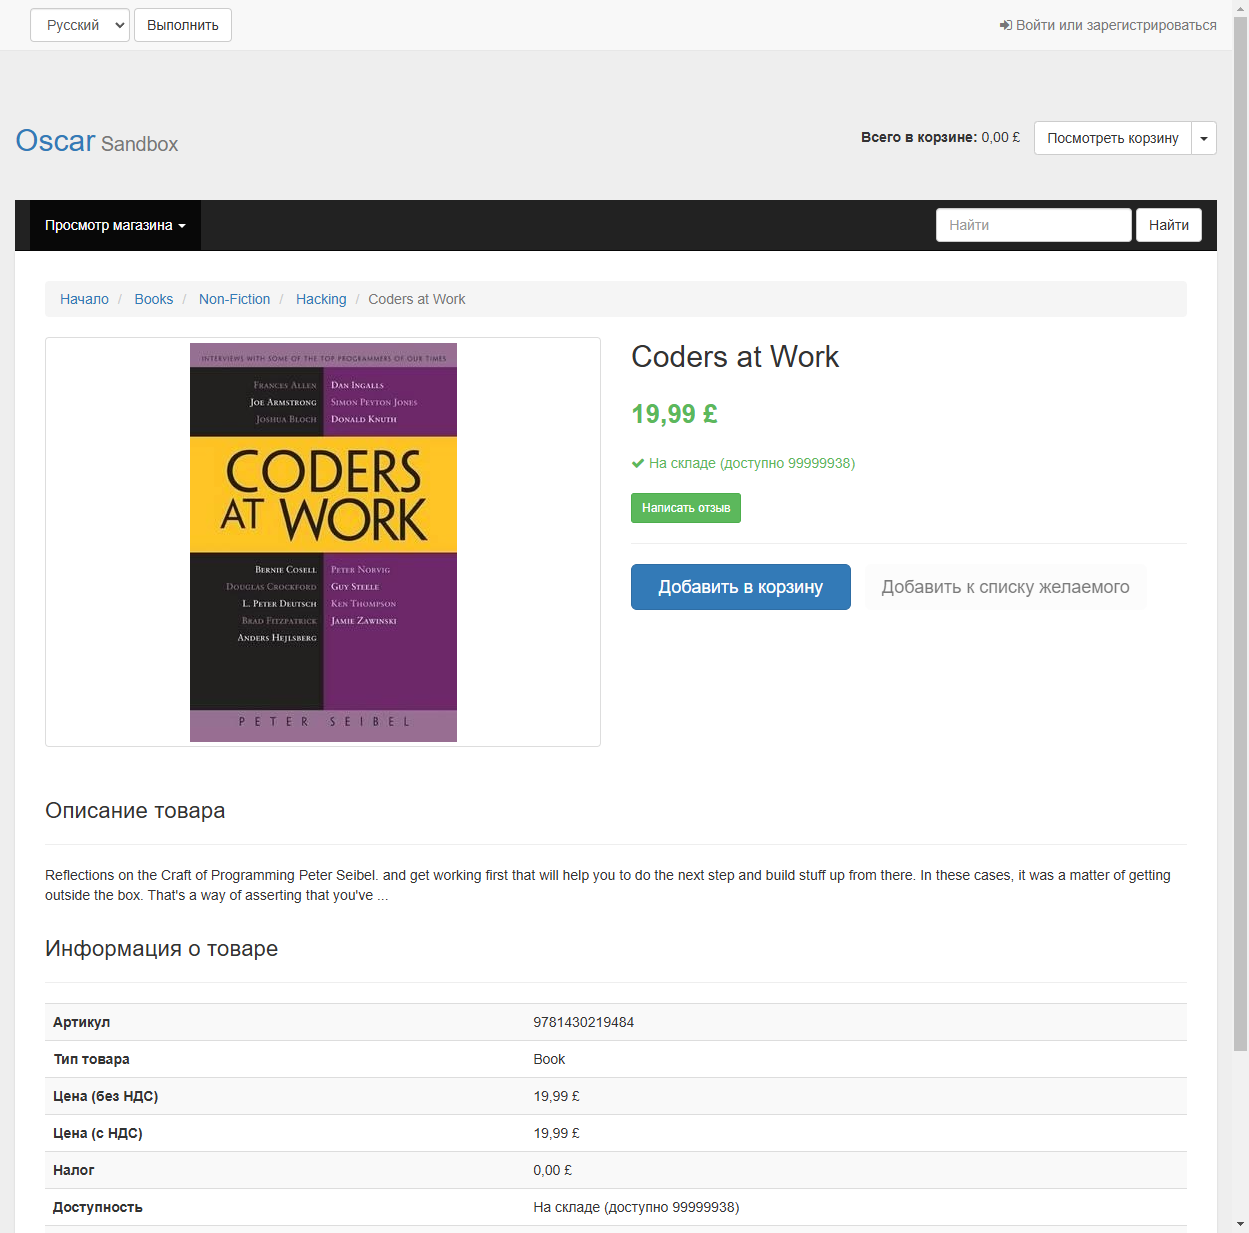 Русский
Выполнить
Войти или зарегистрироваться
Oscar Sandbox
Всего в корзине: 0,00 £
Посмотреть корзину
Просмотр магазина
Найти
Найти
Начало / Books / Non-Fiction / Hacking / Coders at Work
INTERVIEWS WITH SOME OF THE TOP PROGRAMMERS OF OUR TIMES
FRANCES ALLEN
JOE ARMSTRONG
JOSHUA BLOCH
DAN INGALLS
SIMON PEYTON JONES
DONALD KNUTH
CODERS
AT WORK
BERNIE COSELL
DOUGLAS CROCKFORD
L. PETER DEUTSCH
BRAD FITZPATRICK
ANDERS HEJLSBERG
PETER NORVIG
GUY STEELE
KEN THOMPSON
JAMIE ZAWINSKI
PETER SEIBEL
Coders at Work
19,99 £
На складе (доступно 99999938)
Написать отзыв
Добавить в корзину
Добавить к списку желаемого
Описание товара
Reflections on the Craft of Programming Peter Seibel. and get working first that will help you to do the next step and build stuff up from there. In these cases, it was a matter of getting
outside the box. That's a way of asserting that you've ...
Информация о товаре
Артикул 9781430219484
Тип товара Book
Цена (без НДС) 19,99 £
Цена (с НДС) 19,99 £
Налог 0,00 £
Доступность На складе (доступно 99999938)